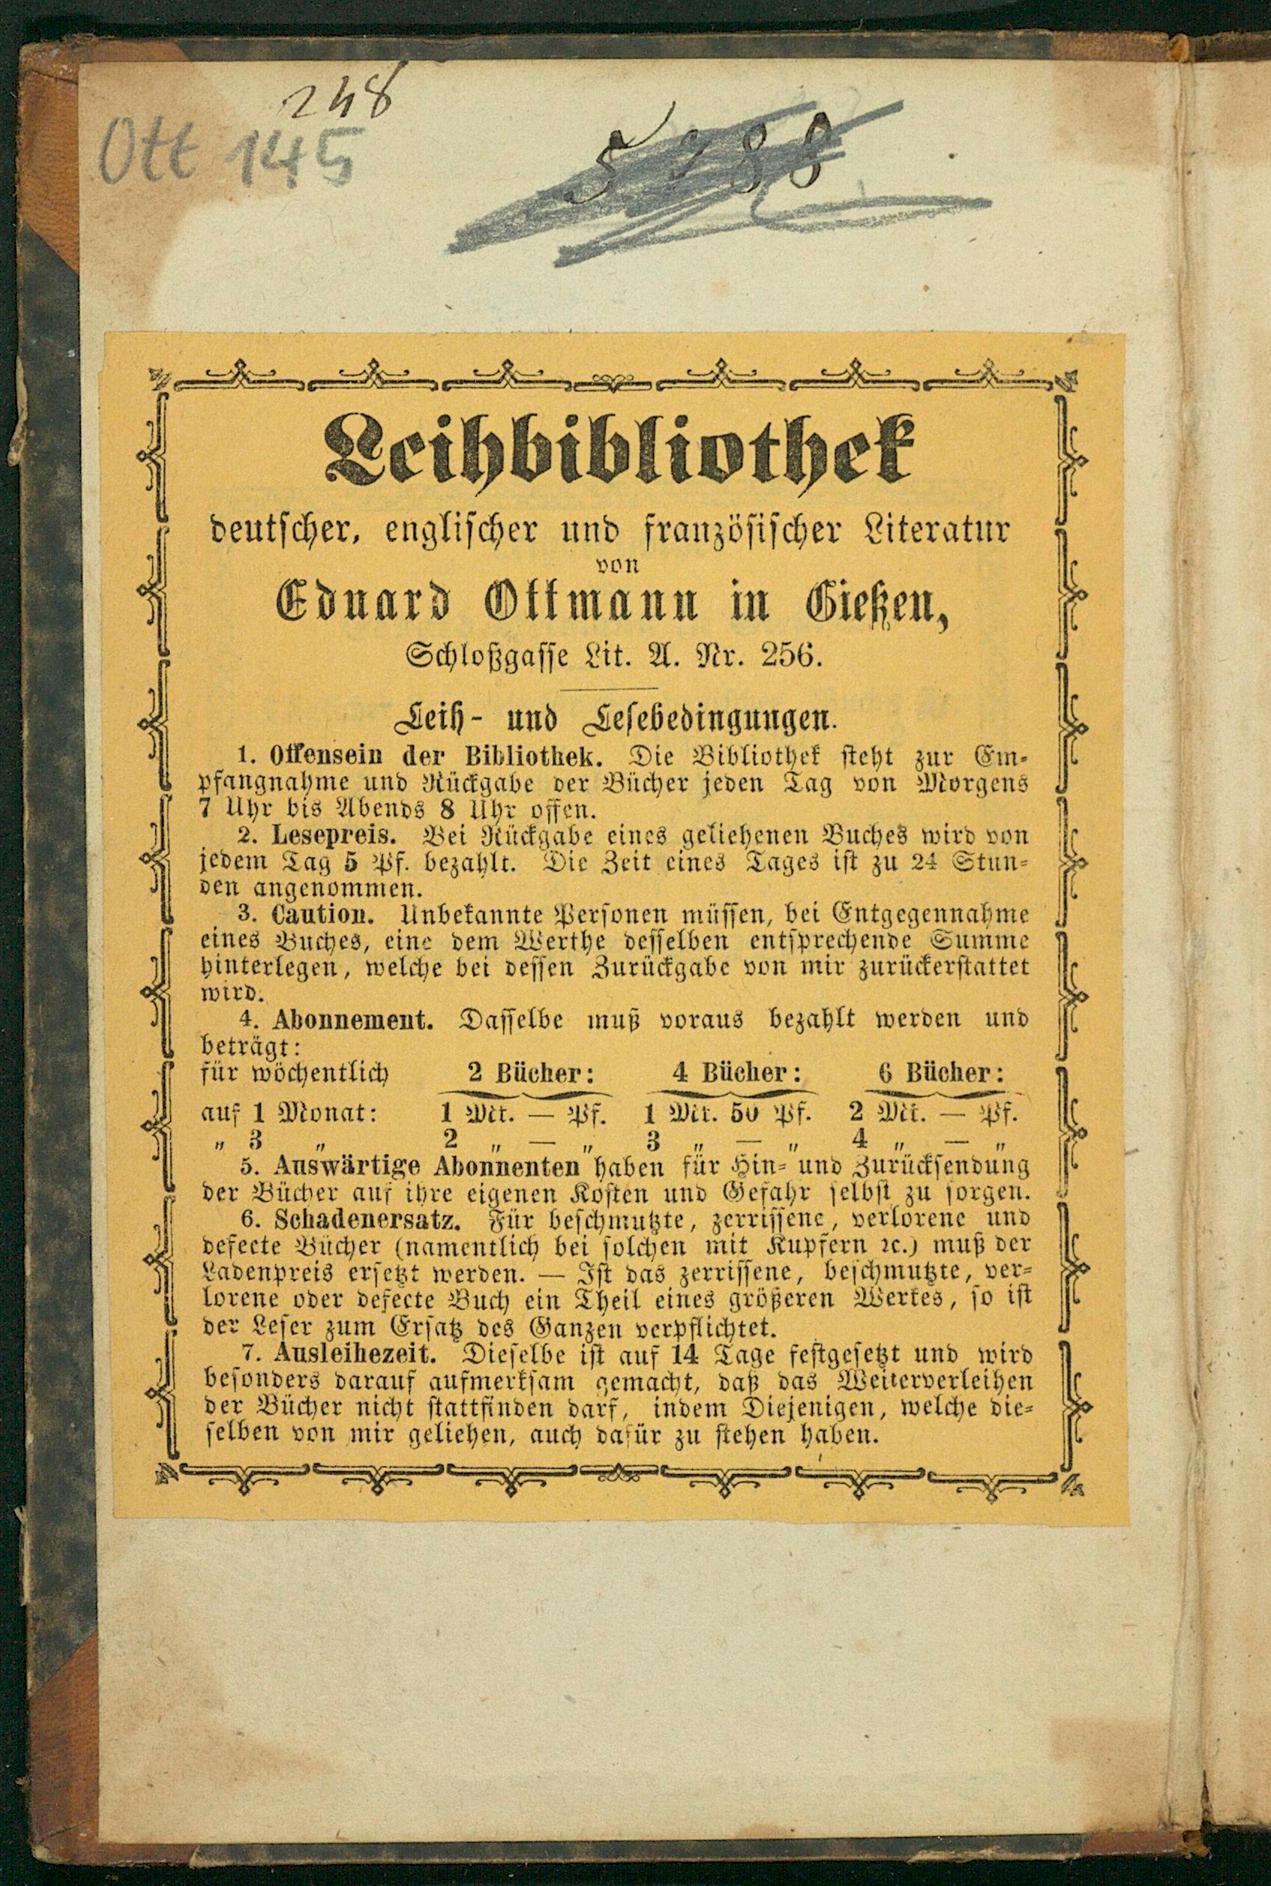 248
Ott 145
5288
Leihbibliothek
deutscher, englischer und französischer Literatur
von
Eduard Ottmann in Gießen,
Schloßgasse Lit. A. Nr. 256.
Leih- und Lesebedingungen.
1. Offensein der Bibliothek. Die Bibliothek steht zur Em-
pfangnahme und Rückgabe der Bücher jeden Tag von Morgens
7 Uhr bis Abends 8 Uhr offen.
2. Lesepreis. Bei Rückgabe eines geliehenen Buches wird von
jedem Tag 5 Pf. bezahlt. Die Zeit eines Tages ist zu 24 Stun-
den angenommen.
3. Caution. Unbekannte Personen müssen, bei Entgegennahme
eines Buches, eine dem Werthe desselben entsprechende Summe
hinterlegen, welche bei dessen Zurückgabe von mir zurückerstattet
wird.
4. Abonnement. Dasselbe muß voraus bezahlt werden und
beträgt:
für wöchentlich 2 Bücher: 4 Bücher: 6 Bücher:
auf 1 Monat: 1 Mk. — Pf. 1 Mk. 50 Pf. 2 Mk. — Pf.
„ 3 „ 2 „ — „ 3 „ — „ 4 „ — „
5. Auswärtige Abonnenten haben für Hin- und Zurücksendung
der Bücher auf ihre eigenen Kosten und Gefahr selbst zu sorgen.
6. Schadenersatz. Für beschmutzte, zerrissene, verlorene und
defecte Bücher (namentlich bei solchen mit Kupfern ꝛc.) muß der
Ladenpreis ersetzt werden. — Ist das zerrissene, beschmutzte, ver-
lorene oder defecte Buch ein Theil eines größeren Werkes, so ist
der Leser zum Ersatz des Ganzen verpflichtet.
7. Ausleihezeit. Dieselbe ist auf 14 Tage festgesetzt und wird
besonders darauf aufmerksam gemacht, daß das Weiterverleihen
der Bücher nicht stattfinden darf, indem Diejenigen, welche die-
selben von mir geliehen, auch dafür zu stehen haben.